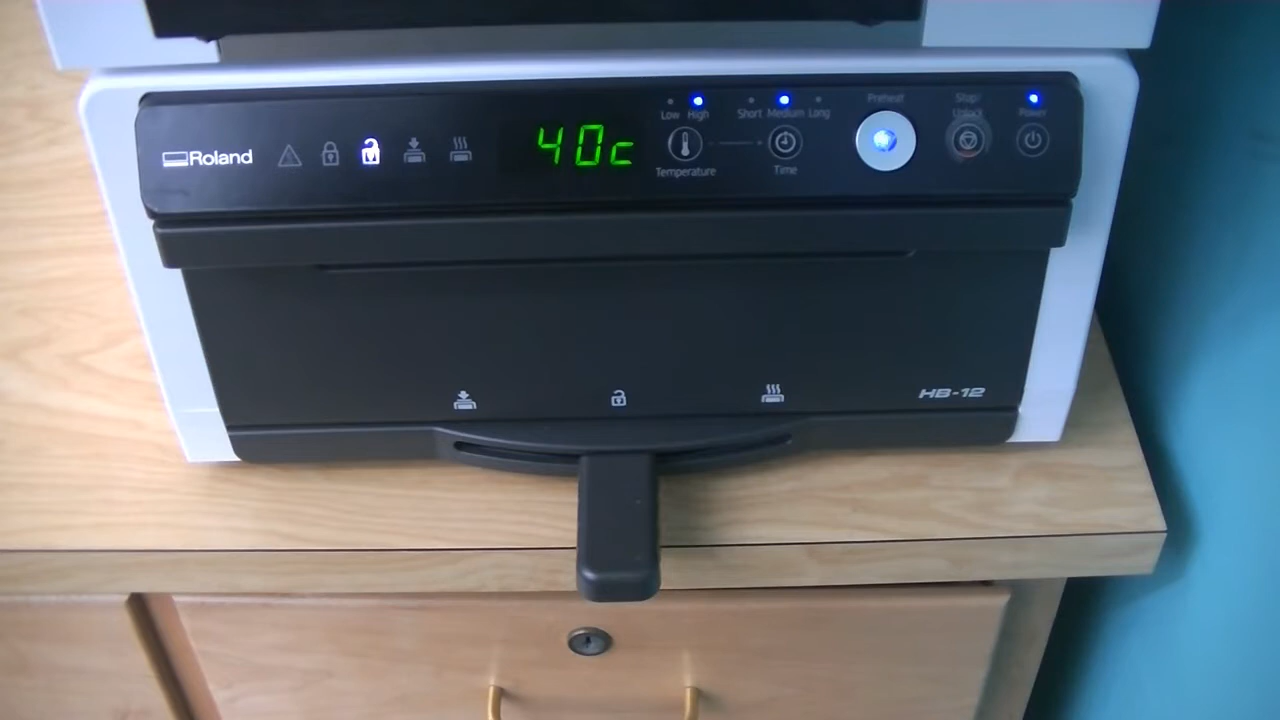 Roland
40c
Low High
Temperature
Short Medium Long
Time
Preheat
Stop/
Unlock
Power
HB-12